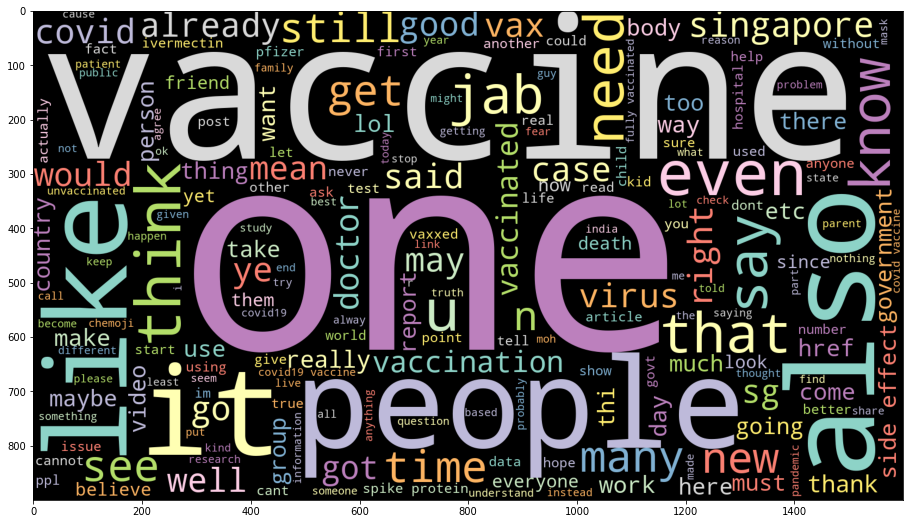 0
100
200
300
400
500
600
700
800
0
200
400
600
800
1000
1200
1400
covid
already
still
good
vax
need
body
singapore
cause
fact
ivermectin
pfizer
first
year
another
could
without
mask
reason
vaccine
patient
public
family
friend
want
get
might
jab
guy
real
fully vaccinated
too
way
help
hospital
problem
there
know
actually
not
agree
ok
person
post
lol
getting
fear
sure
what
used
anyone
state
would
unvaccinated
thing
mean
let
today
stop
never
said
case
child
kid
even
yet
other
ask
best
test
vaccinated
now
life
read
lot
you
check
dont
etc
parent
nothing
country
like
given
happen
keep
think
one
study
take
ye
end
try
them
covid19
doctor
vaxxed
link
may
truth
u
india
death
me
right
told
say
since
part
also
government
call
i
become
chemoji
make
different
start
use
alway
world
report
point
n
tell
virus
article
moh
the
saying
that
number
href
it
please
using
seem
give
really
covid19 vaccine
vaccination
show
govt
much
look
thought
find
come
covid vaccine
side effect
maybe
video
least
im
live
true
go
put
people
all
anything
based
question
probably
thi
day
sg
better
share
something
issue
cannot
kind
research
group
information
got
time
data
hope
everyone
many
work
made
going
new
here
must
pandemic
thank
ppl
see
believe
well
cant
someone
spike protein
understand
instead